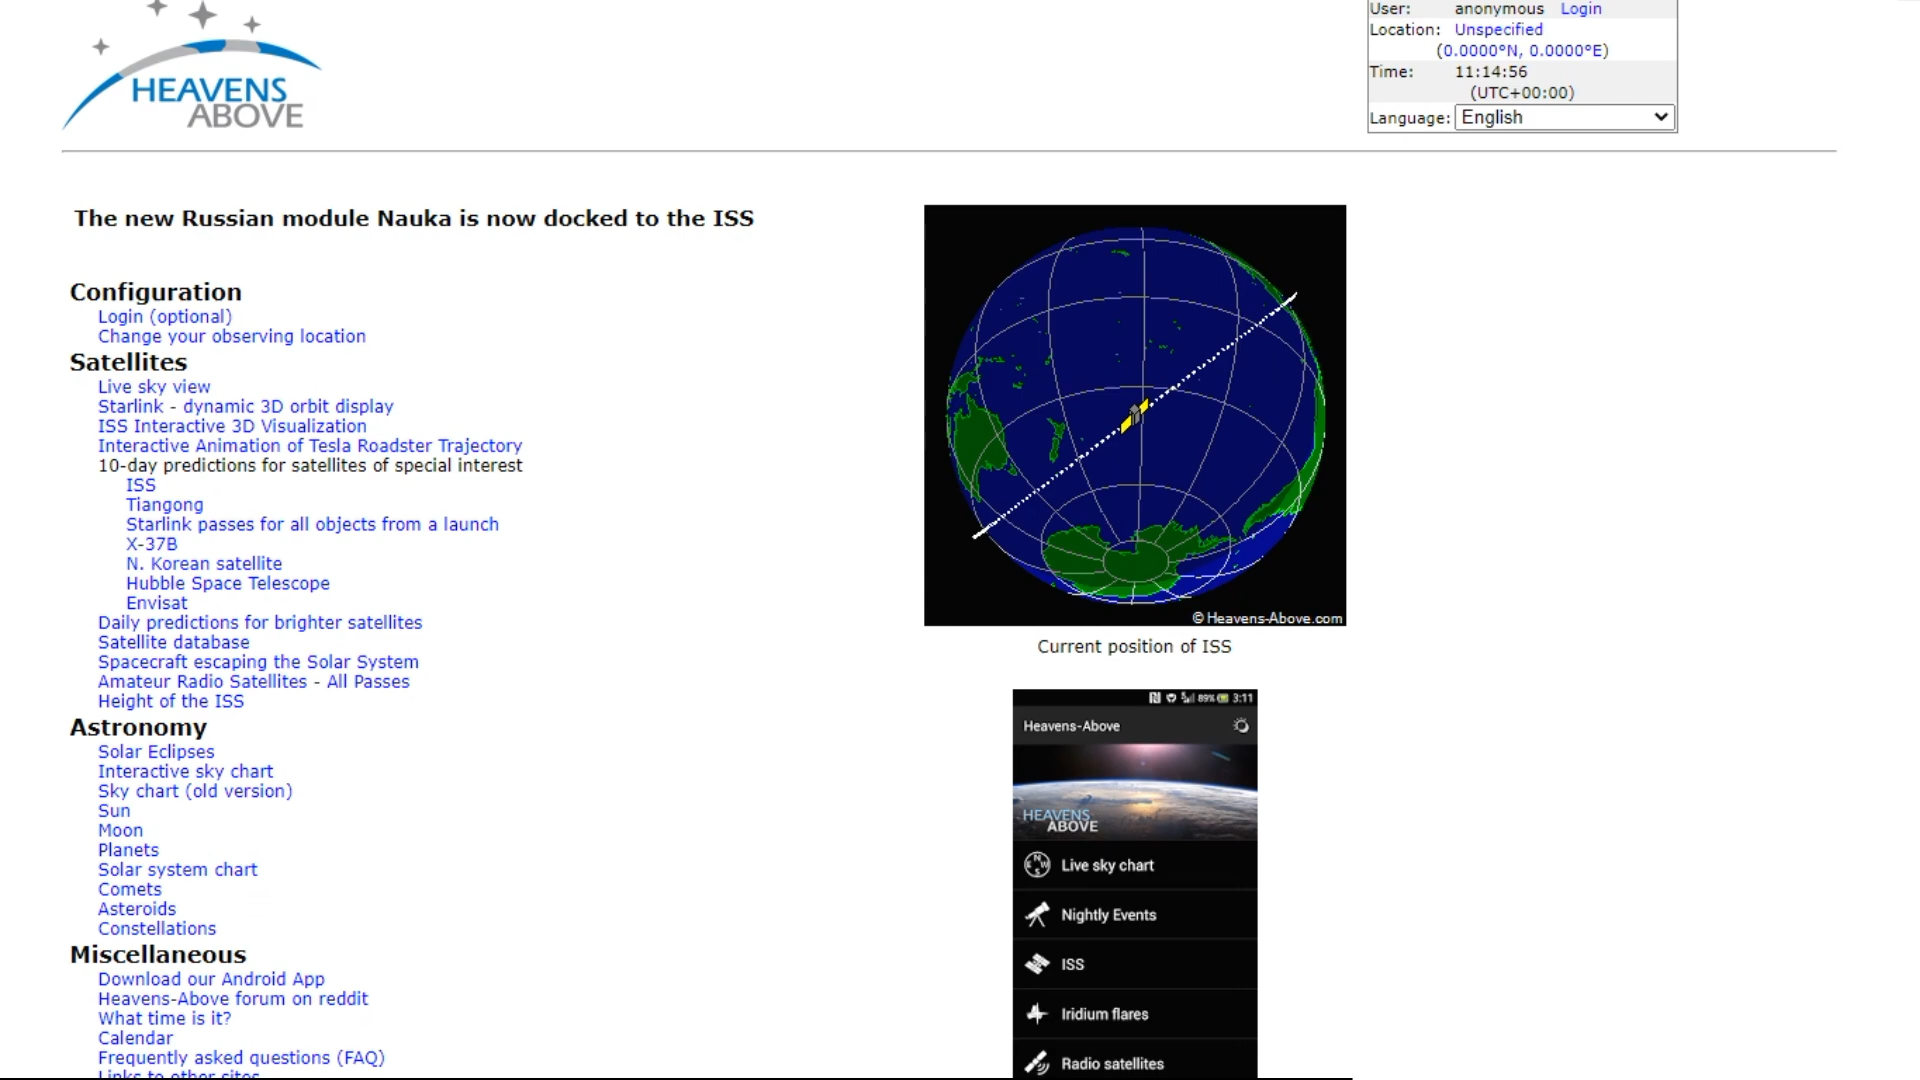 HEAVENS
ABOVE
User: anonymous Login
Location: Unspecified
(0.0000°N, 0.0000°E)
Time: 11:14:56
(UTC+00:00)
Language: English
The new Russian module Nauka is now docked to the ISS
Configuration
Login (optional)
Change your observing location
Satellites
Live sky view
Starlink - dynamic 3D orbit display
ISS Interactive 3D Visualization
Interactive Animation of Tesla Roadster Trajectory
10-day predictions for satellites of special interest
ISS
Tiangong
Starlink passes for all objects from a launch
X-37B
N. Korean satellite
Hubble Space Telescope
Envisat
Daily predictions for brighter satellites
Satellite database
Spacecraft escaping the Solar System
Amateur Radio Satellites - All Passes
Height of the ISS
Astronomy
Solar Eclipses
Interactive sky chart
Sky chart (old version)
Sun
Moon
Planets
Solar system chart
Comets
Asteroids
Constellations
Miscellaneous
Download our Android App
Heavens-Above forum on reddit
What time is it?
Calendar
Frequently asked questions (FAQ)
Links to other sites
© Heavens-Above.com
Current position of ISS
89% 3:11
Heavens-Above
HEAVENS
ABOVE
Live sky chart
Nightly Events
ISS
Iridium flares
Radio satellites